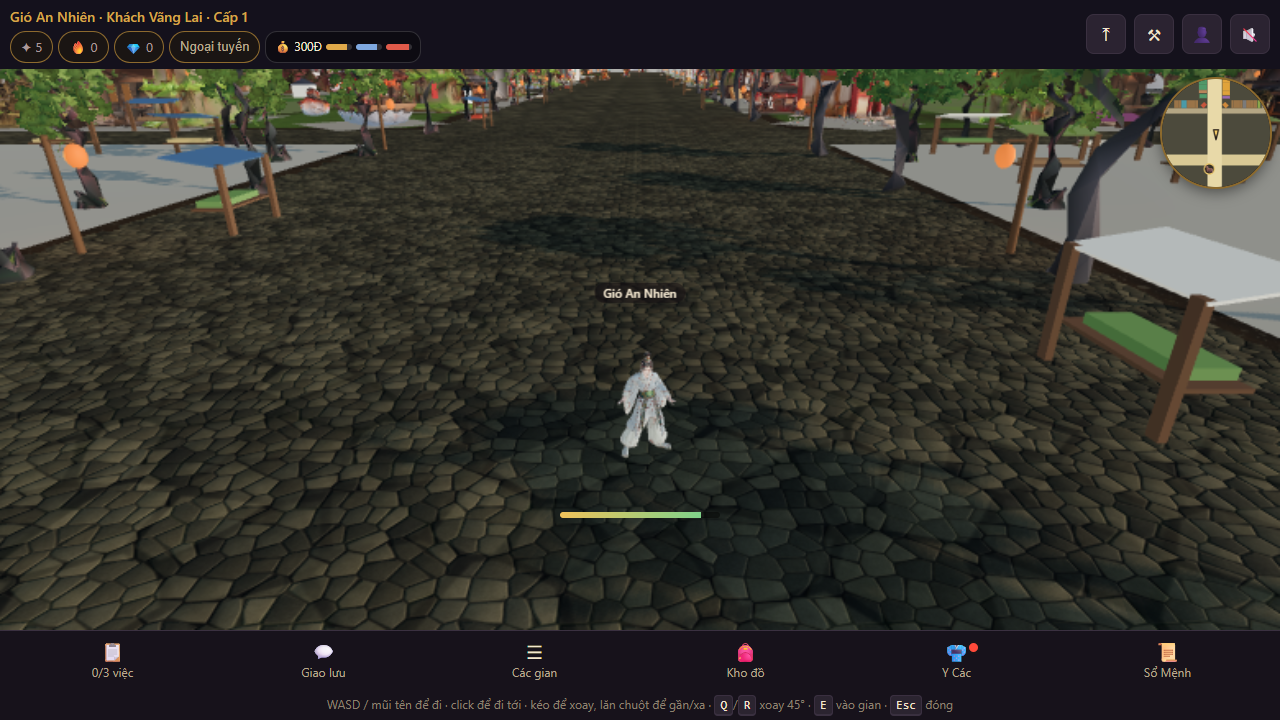 Gió An Nhiên · Khách Vãng Lai · Cấp 1
5
0
0
Ngoại tuyến
300Đ
Gió An Nhiên
0/3 việc
Giao lưu
Các gian
Kho đồ
Y Các
Sổ Mệnh
WASD / mũi tên để đi · click để đi tới · kéo để xoay, lăn chuột để gần/xa · Q / R xoay 45° · E vào gian · Esc đóng